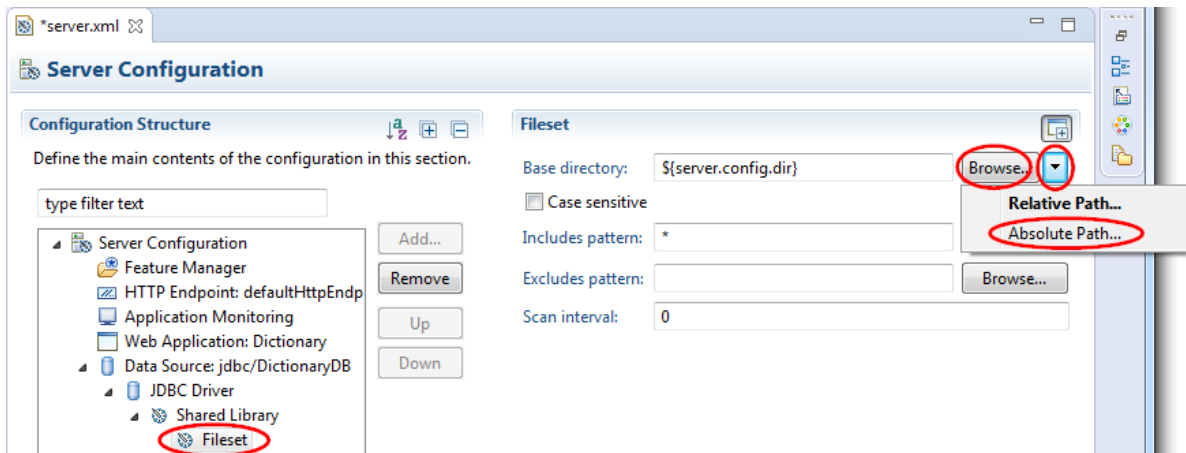 *server.xml
Server Configuration
Configuration Structure
Define the main contents of the configuration in this section.
type filter text
Server Configuration
Feature Manager
HTTP Endpoint: defaultHttpEndp
Application Monitoring
Web Application: Dictionary
Data Source: jdbc/DictionaryDB
JDBC Driver
Shared Library
Fileset
Add...
Remove
Up
Down
Fileset
Base directory: ${server.config.dir} Browse...
Relative Path...
Absolute Path...
Case sensitive
Includes pattern: *
Excludes pattern: Browse...
Scan interval: 0